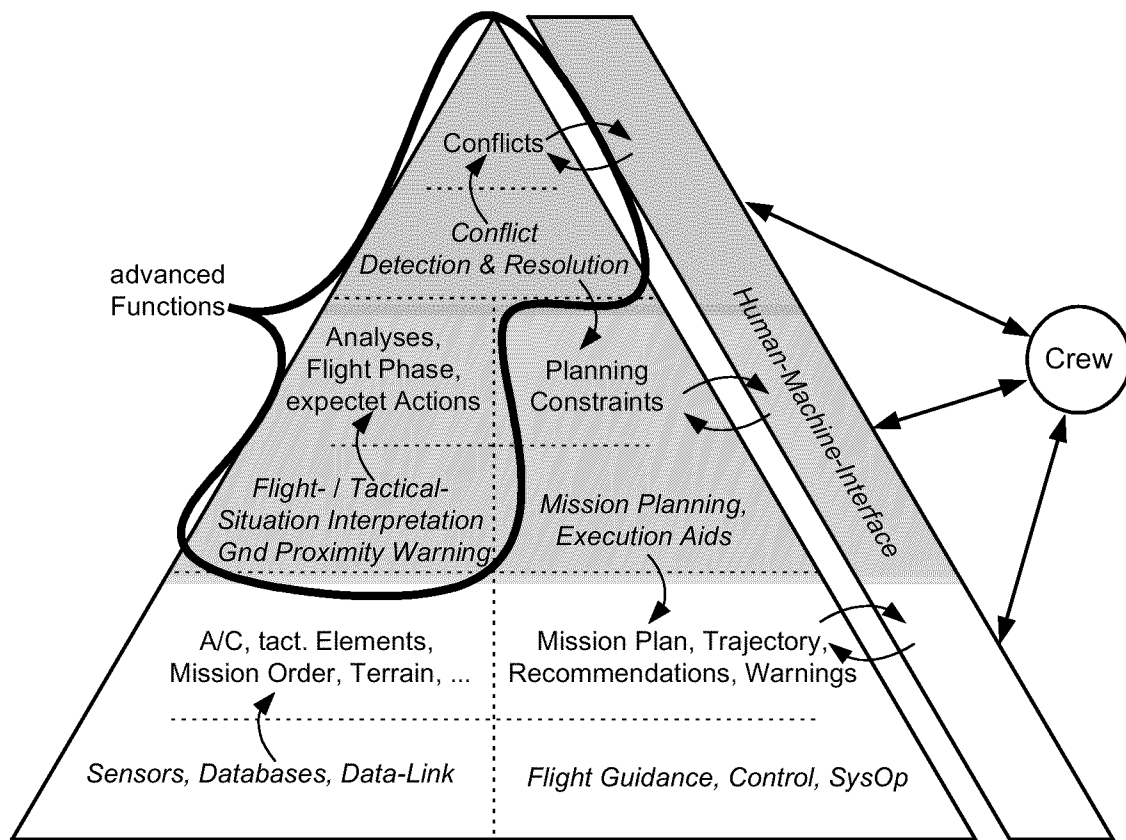 Conflicts
Conflict
Detection & Resolution
advanced
Functions
Analyses,
Flight Phase,
expectet Actions
Planning
Constraints
Human-Machine-Interface
Crew
Flight- / Tactical-
Situation Interpretation
Gnd Proximity Warning
Mission Planning,
Execution Aids
A/C, tact. Elements,
Mission Order, Terrain, ...
Mission Plan, Trajectory,
Recommendations, Warnings
Sensors, Databases, Data-Link
Flight Guidance, Control, SysOp